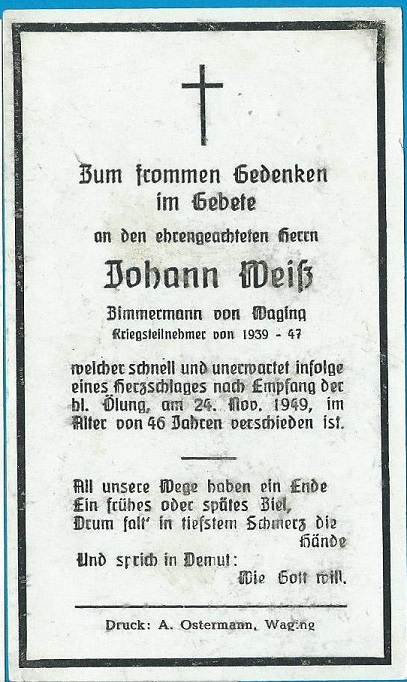 Zum frommen Gedenken
im Gebete
an den ehrengeachteten Herrn
Johann Weiß
Zimmermann von Waging
Kriegsteilnehmer von 1939 - 47
welcher schnell und unerwartet infolge
eines Herzschlages nach Empfang der
hl. Ölung, am 24. Nov. 1949, im
Alter von 46 Jahren verschieden ist.
All unsere Wege haben ein Ende
Ein frühes oder spätes Ziel,
Drum falt' in tiefstem Schmerz die
Hände
Und sprich in Demut:
Wie Gott will.
Druck: A. Ostermann, Waging